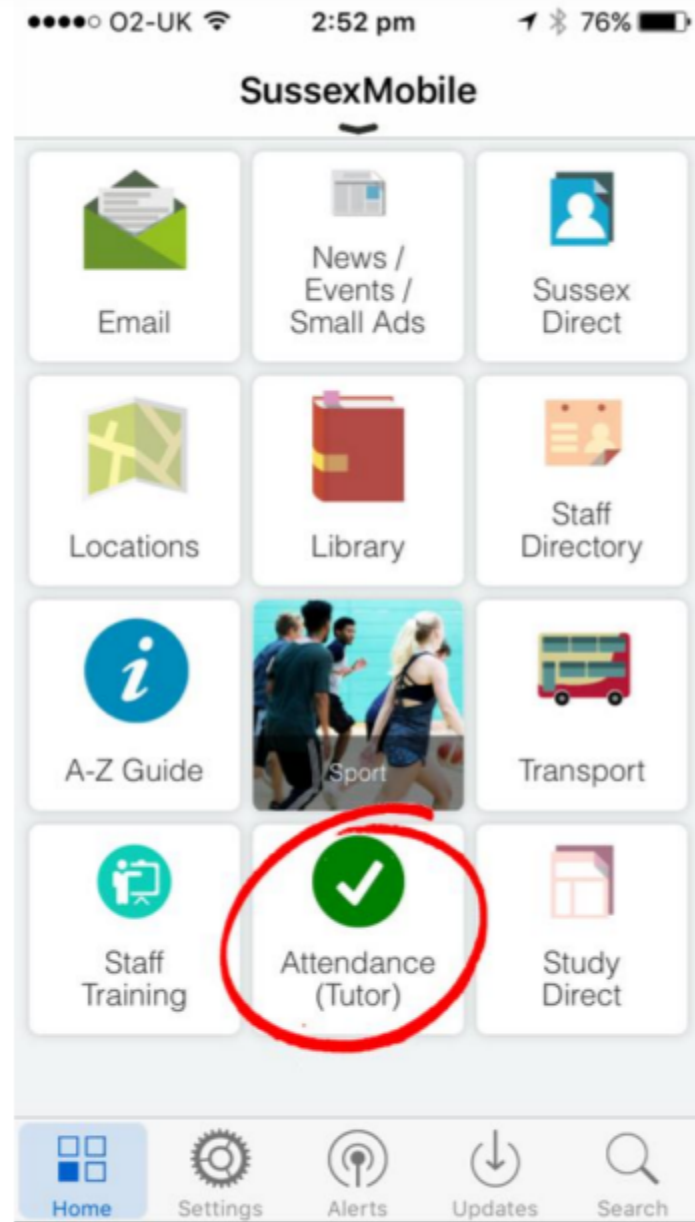 O2-UK 2:52 pm 76%
SussexMobile
Email
News /
Events /
Small Ads
Sussex
Direct
Locations
Library
Staff
Directory
A-Z Guide
Sport
Transport
Staff
Training
Attendance
(Tutor)
Study
Direct
Home Settings Alerts Updates Search